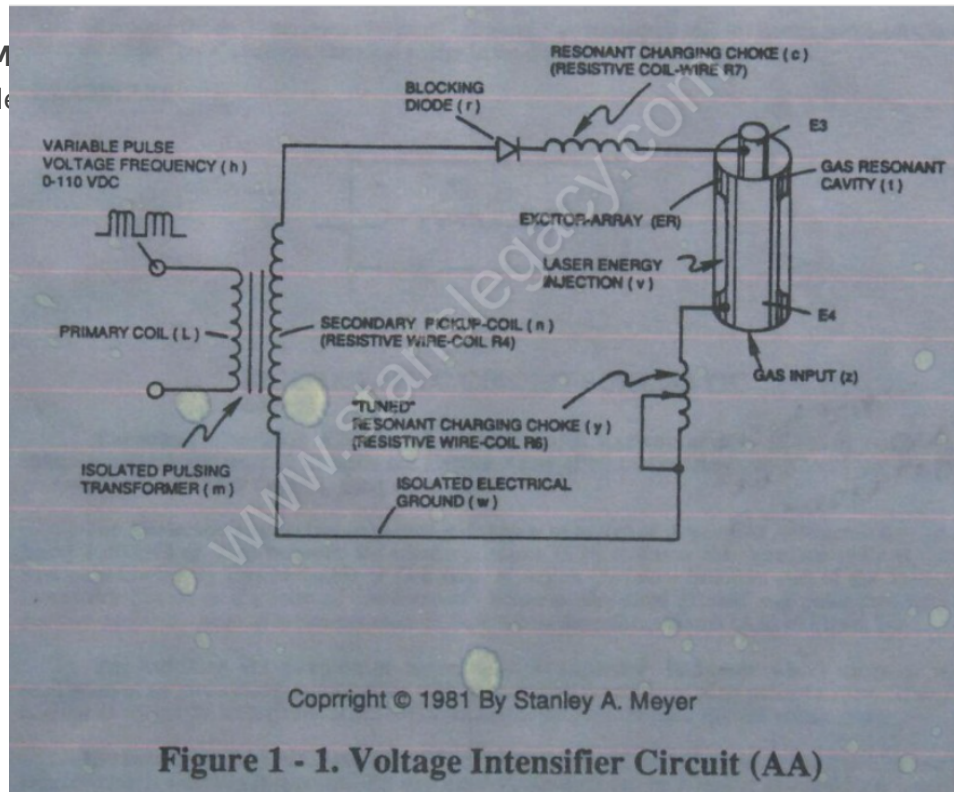 M
RESONANT CHARGING CHOKE ( c )
(RESISTIVE COIL-WIRE R7)
BLOCKING
DIODE ( r )
E3
VARIABLE PULSE
VOLTAGE FREQUENCY ( h )
0-110 VDC
GAS RESONANT
CAVITY ( t )
EXCITOR-ARRAY (ER)
LASER ENERGY
INJECTION ( v )
E4
PRIMARY COIL ( L )
SECONDARY PICKUP-COIL ( n )
(RESISTIVE WIRE-COIL R4)
GAS INPUT (z)
"TUNED"
RESONANT CHARGING CHOKE ( y )
(RESISTIVE WIRE-COIL R6)
ISOLATED PULSING
TRANSFORMER ( m )
ISOLATED ELECTRICAL
GROUND ( w )
www.stanslegacy.com
Coprright © 1981 By Stanley A. Meyer
Figure 1 - 1. Voltage Intensifier Circuit (AA)